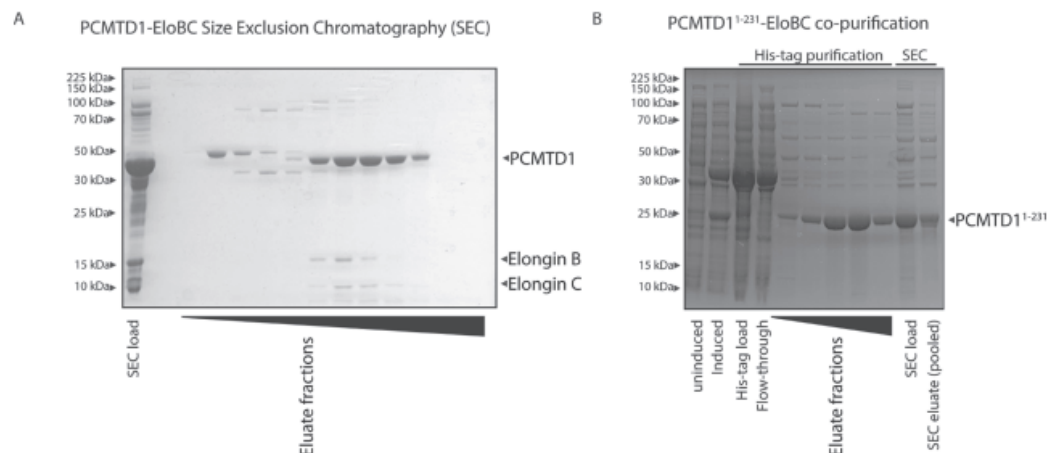 A
PCMTD1-EloBC Size Exclusion Chromatography (SEC)
225 kDa
150 kDa
100 kDa
70 kDa
50 kDa
30 kDa
25 kDa
15 kDa
10 kDa
PCMTD1
Elongin B
Elongin C
SEC load
Eluate fractions
B
PCMTD1¹⁻²³¹-EloBC co-purification
His-tag purification SEC
225 kDa
150 kDa
100 kDa
70 kDa
50 kDa
30 kDa
25 kDa
15 kDa
10 kDa
PCMTD1¹⁻²³¹
uninduced
Induced
His-tag load
Flow-through
Eluate fractions
SEC load
SEC eluate (pooled)